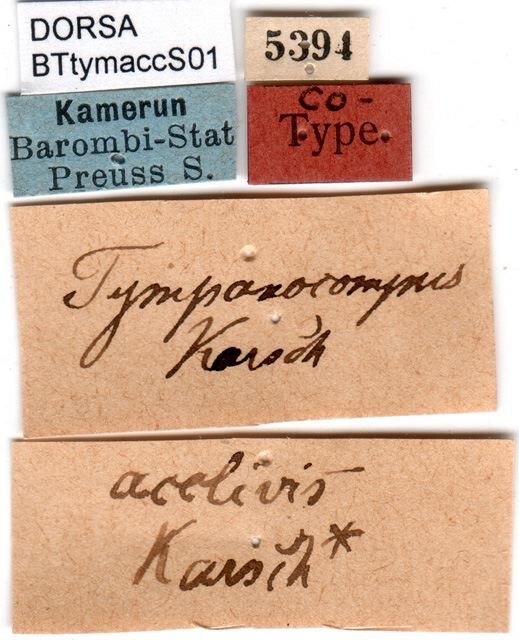 DORSA
BTtymaccS01
5394
Kamerun
Barombi-Stat
Preuss S.
Co-
Type.
Tympanocompus
Karsch
acclivis
Karsch*